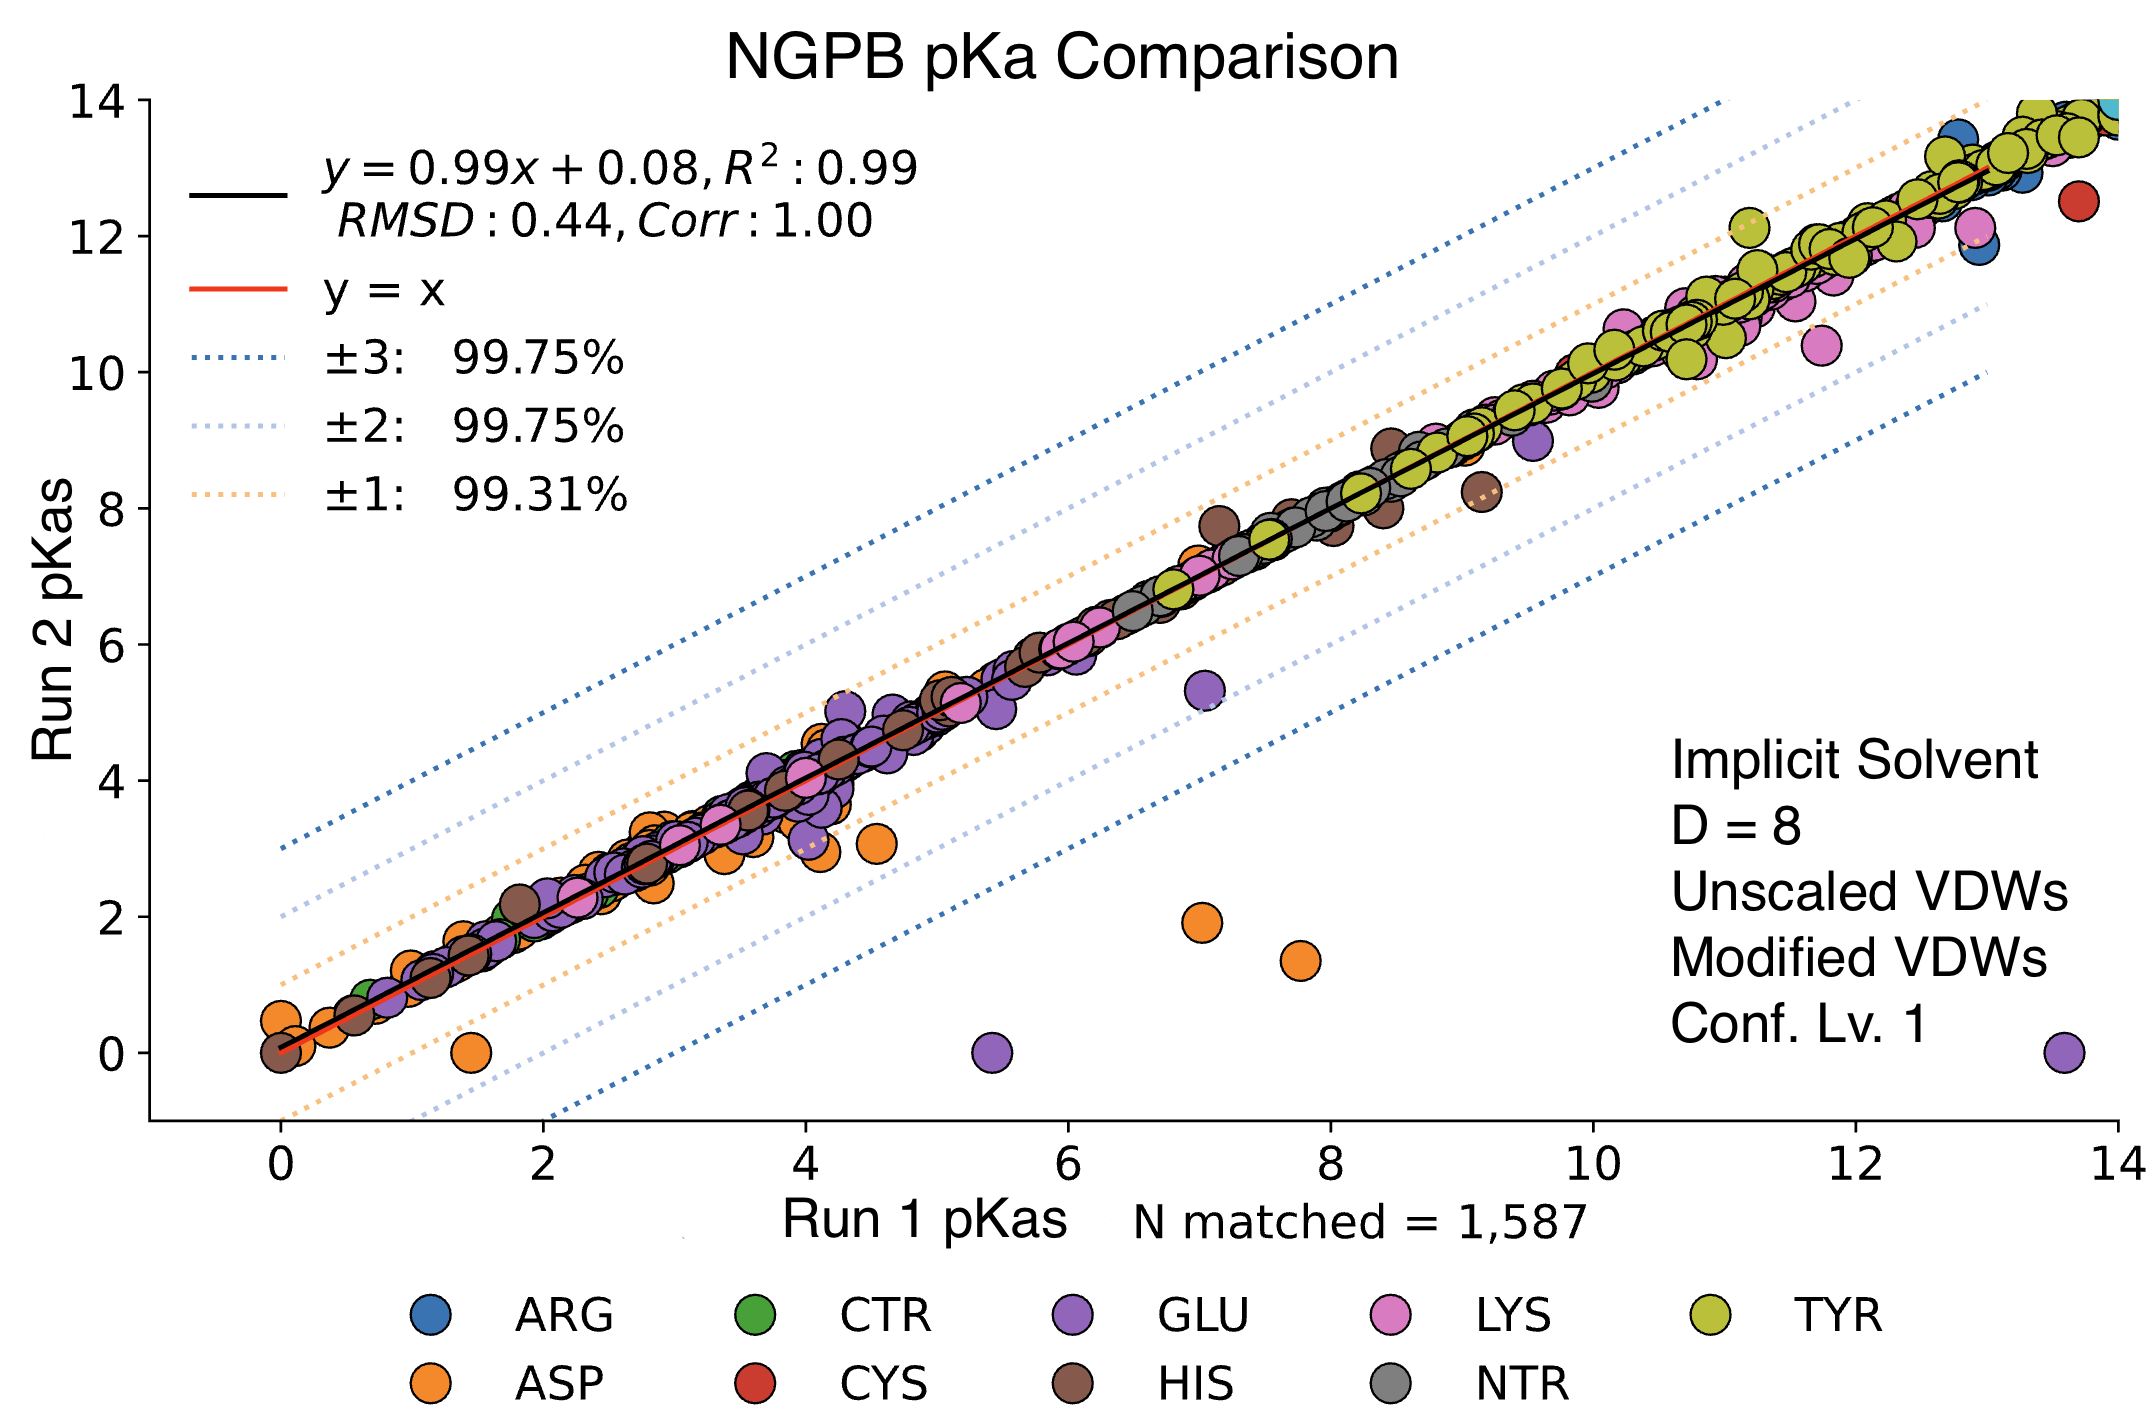 NGPB pKa Comparison
14
12
10
8
6
4
2
0
Run 2 pKas
y = 0.99x + 0.08, R² : 0.99
RMSD : 0.44, Corr : 1.00
y = x
±3: 99.75%
±2: 99.75%
±1: 99.31%
Implicit Solvent
D = 8
Unscaled VDWs
Modified VDWs
Conf. Lv. 1
0 2 4 6 8 10 12 14
Run 1 pKas N matched = 1,587
ARG CTR GLU LYS TYR
ASP CYS HIS NTR